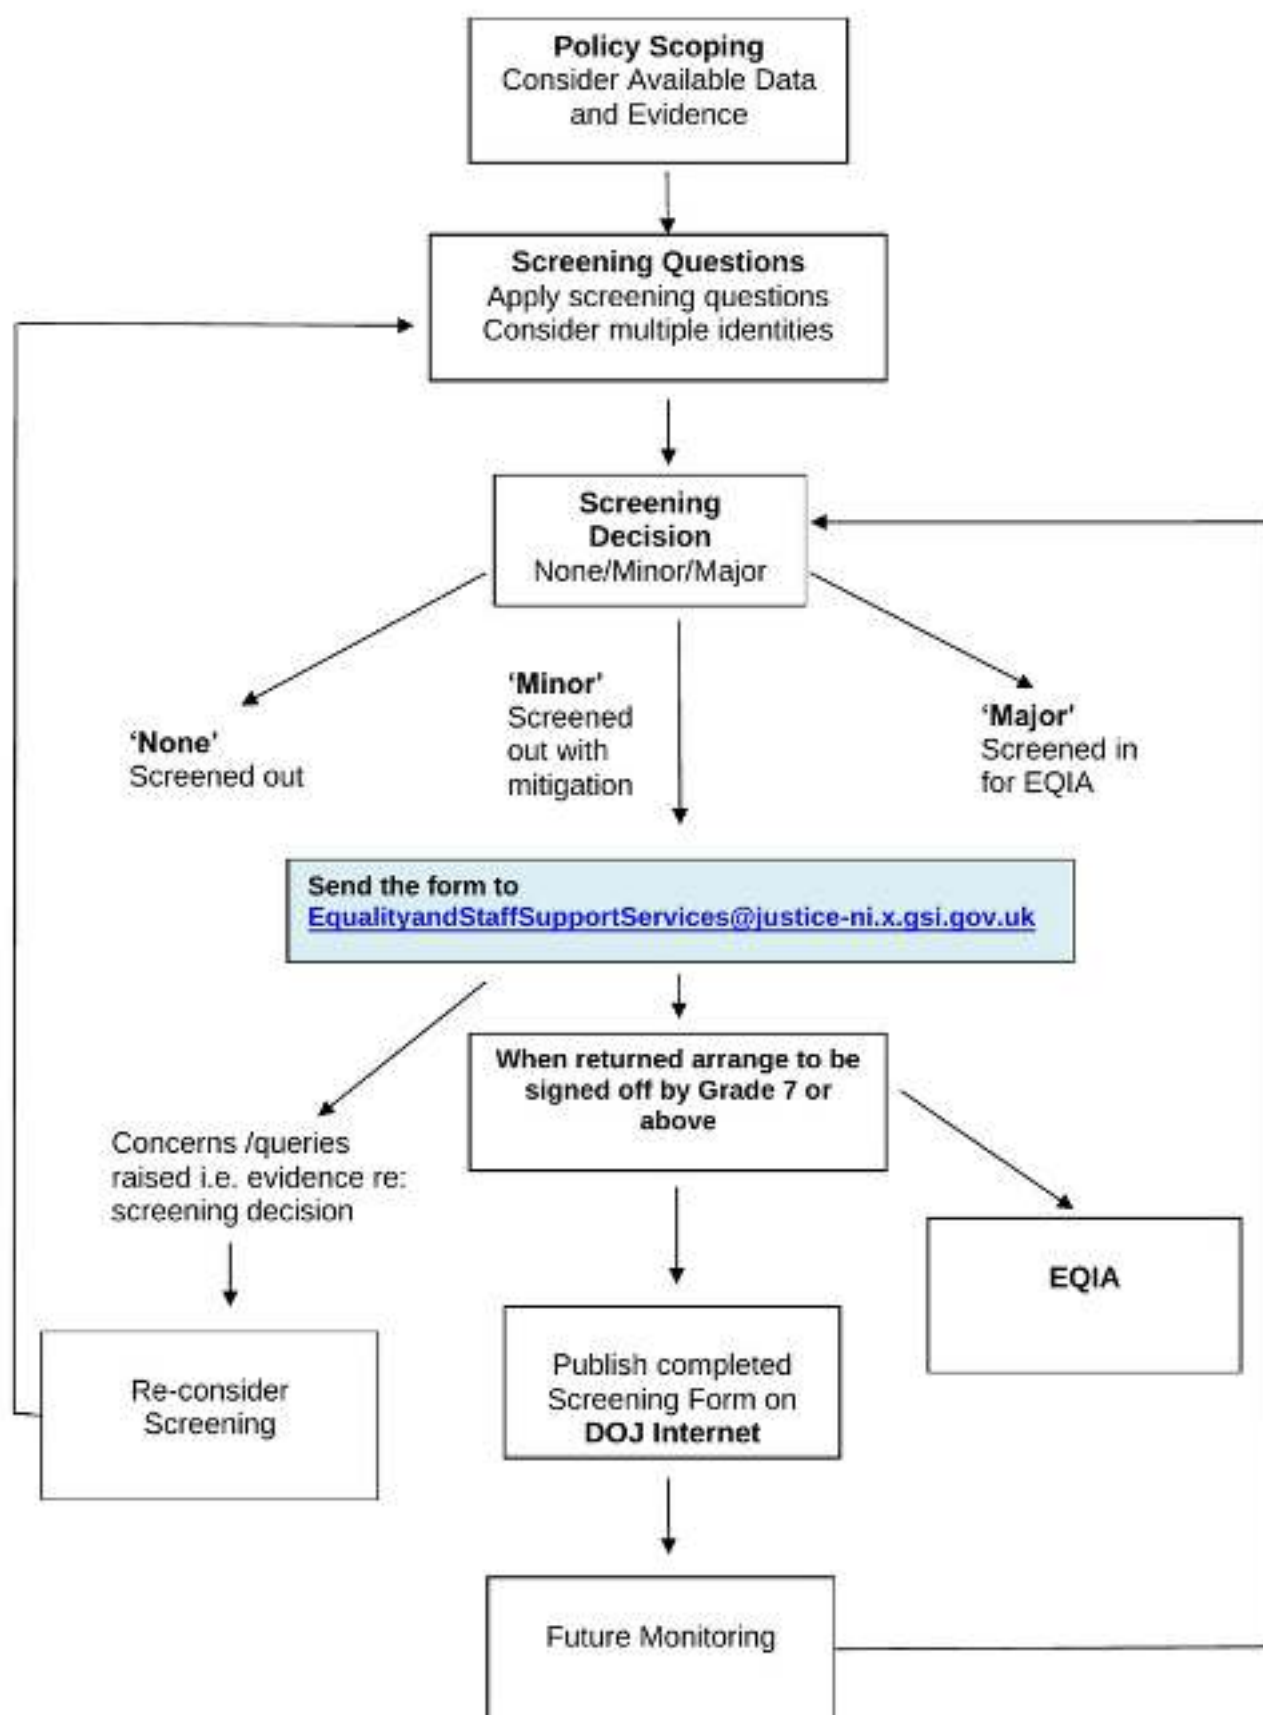 Policy Scoping
Consider Available Data
and Evidence
Screening Questions
Apply screening questions
Consider multiple identities
Screening
Decision
None/Minor/Major
‘None’
Screened out
‘Minor’
Screened
out with
mitigation
‘Major’
Screened in
for EQIA
Send the form to
EqualityandStaffSupportServices@justice-ni.x.gsi.gov.uk
When returned arrange to be
signed off by Grade 7 or
above
Concerns /queries
raised i.e. evidence re:
screening decision
EQIA
Re-consider
Screening
Publish completed
Screening Form on
DOJ Internet
Future Monitoring